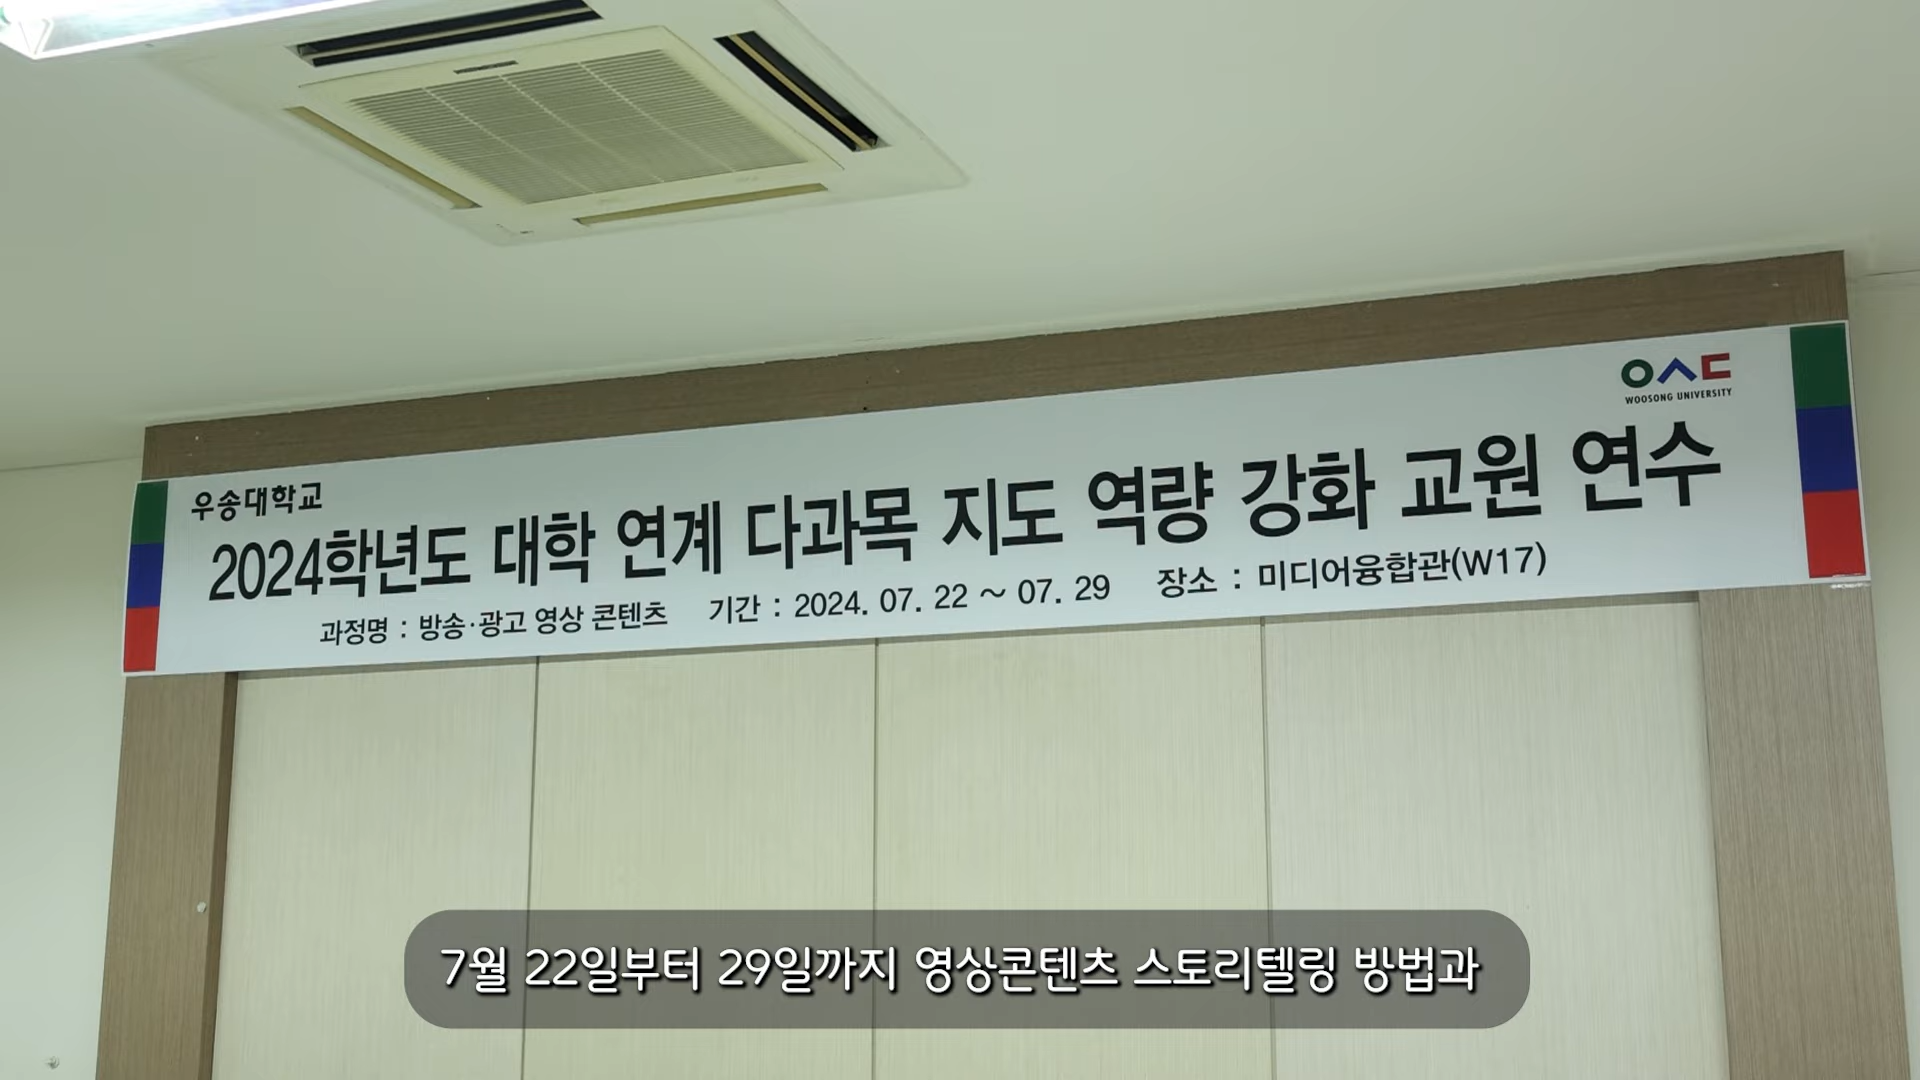 ㅇㅅㄷ
WOOSONG UNIVERSITY
우송대학교
2024학년도 대학 연계 다과목 지도 역량 강화 교원 연수
과정명 : 방송·광고 영상 콘텐츠 기간 : 2024. 07. 22 ~ 07. 29 장소 : 미디어융합관(W17)
7월 22일부터 29일까지 영상콘텐츠 스토리텔링 방법과